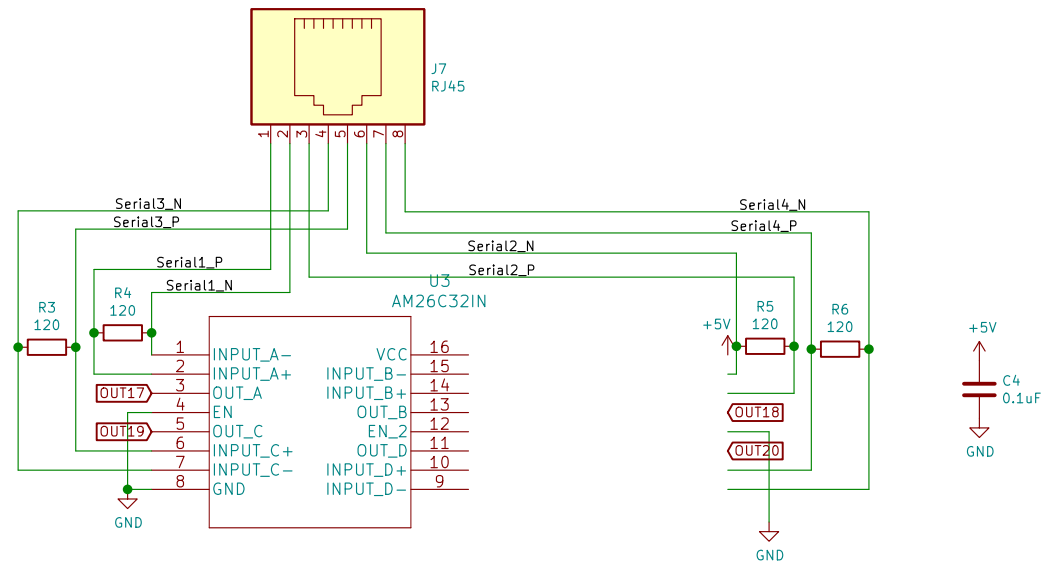 J7
RJ45
1 2 3 4 5 6 7 8
Serial3_N
Serial4_N
Serial3_P
Serial4_P
Serial2_N
Serial1_P
Serial2_P
Serial1_N
U3
AM26C32IN
R3
120
R4
120
+5V
R5
120
R6
120
+5V
C4
0.1uF
GND
1 INPUT_A- VCC 16
2 INPUT_A+ INPUT_B- 15
OUT17 3 OUT_A INPUT_B+ 14
4 EN OUT_B 13 OUT18
OUT19 5 OUT_C EN_2 12
6 INPUT_C+ OUT_D 11 OUT20
7 INPUT_C- INPUT_D+ 10
8 GND INPUT_D- 9
GND
GND